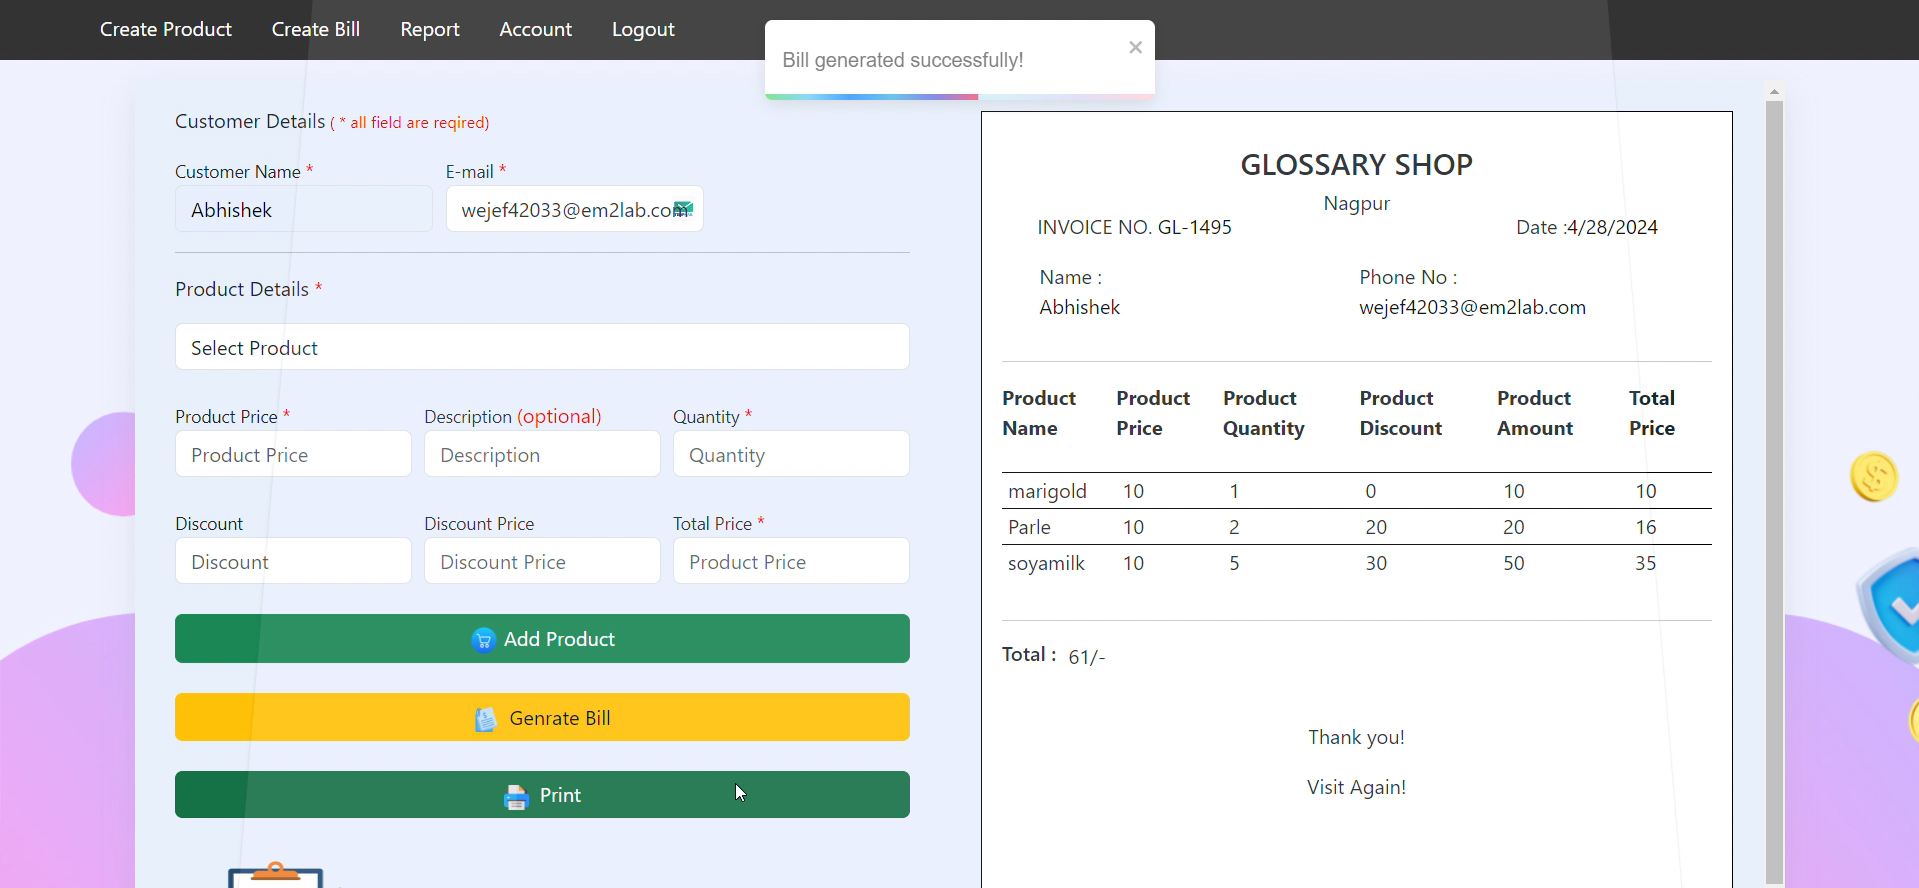 Create Product Create Bill Report Account Logout
Bill generated successfully! ×
Customer Details ( * all field are reqired)
Customer Name * E-mail *
Abhishek wejef42033@em2lab.com
Product Details *
Select Product
Product Price * Description (optional) Quantity *
Product Price Description Quantity
Discount Discount Price Total Price *
Discount Discount Price Product Price
Add Product
Genrate Bill
Print
GLOSSARY SHOP
Nagpur
INVOICE NO. GL-1495 Date :4/28/2024
Name : Phone No :
Abhishek wejef42033@em2lab.com
Product Name Product Price Product Quantity Product Discount Product Amount Total Price
marigold 10 1 0 10 10
Parle 10 2 20 20 16
soyamilk 10 5 30 50 35
Total : 61/-
Thank you!
Visit Again!